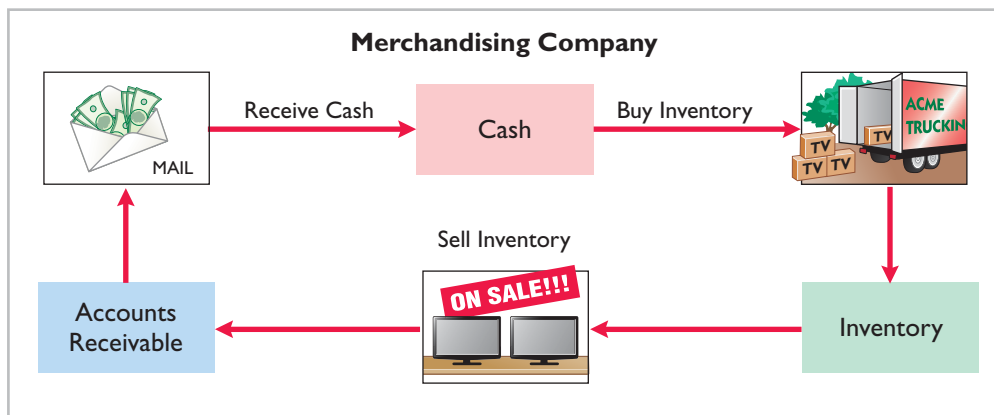 Merchandising Company
Receive Cash
Cash
Buy Inventory
MAIL
ACME
TRUCKIN
TV
TV
TV
TV
Sell Inventory
ON SALE!!!
Accounts
Receivable
Inventory